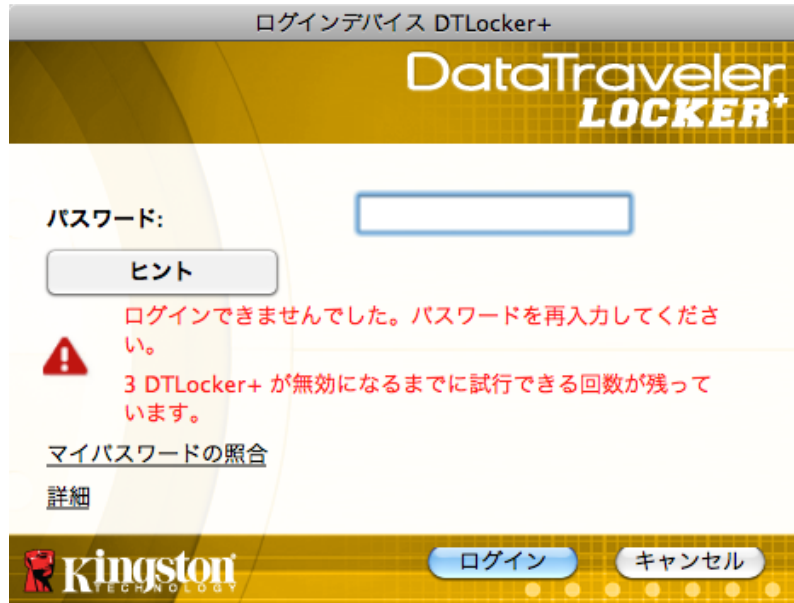 ログインデバイス DTLocker+
DataTraveler
LOCKER+
パスワード:
ヒント
ログインできませんでした。パスワードを再入力してくださ
い。
3 DTLocker+ が無効になるまでに試行できる回数が残って
います。
マイパスワードの照合
詳細
Kingston
TECHNOLOGY
ログイン
キャンセル